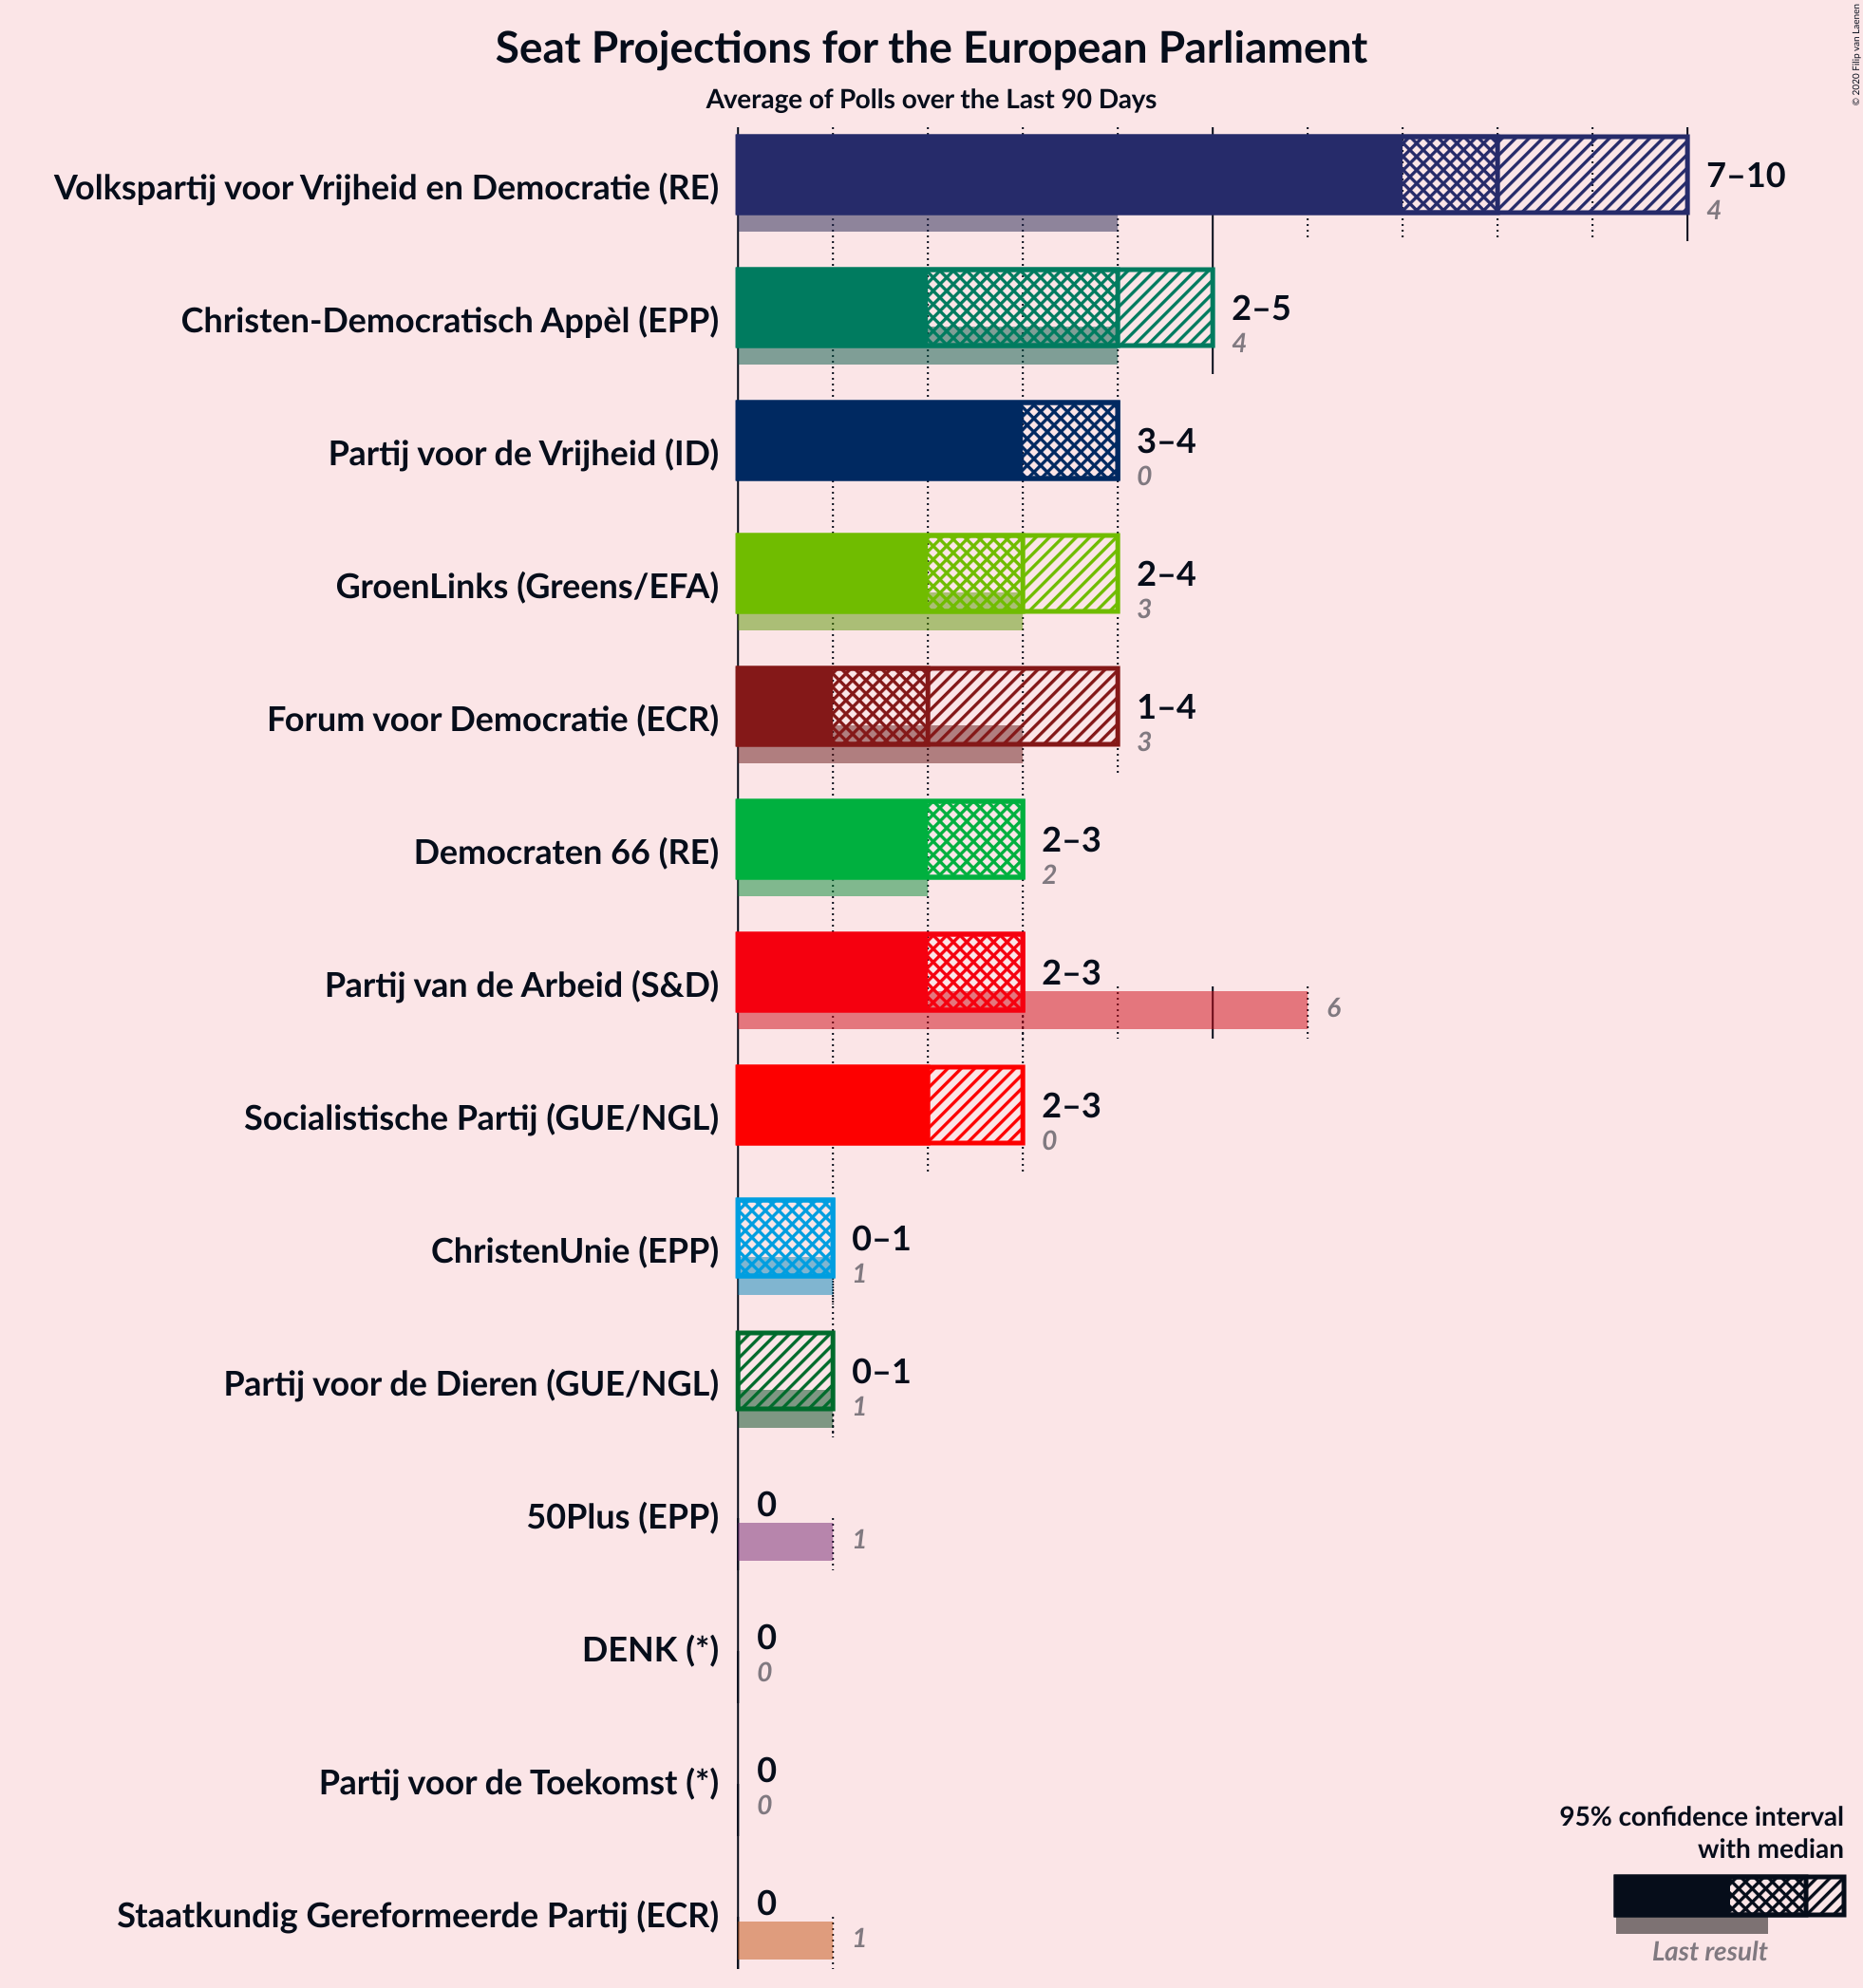 Seat Projections for the European Parliament
Average of Polls over the Last 90 Days
© 2020 Filip van Laenen
Volkspartij voor Vrijheid en Democratie (RE)
7–10
4
Christen-Democratisch Appèl (EPP)
2–5
4
Partij voor de Vrijheid (ID)
3–4
0
GroenLinks (Greens/EFA)
2–4
3
Forum voor Democratie (ECR)
1–4
3
Democraten 66 (RE)
2–3
2
Partij van de Arbeid (S&D)
2–3
6
Socialistische Partij (GUE/NGL)
2–3
0
ChristenUnie (EPP)
0–1
1
Partij voor de Dieren (GUE/NGL)
0–1
1
50Plus (EPP)
0
1
DENK (*)
0
0
Partij voor de Toekomst (*)
0
0
Staatkundig Gereformeerde Partij (ECR)
0
1
95% confidence interval
with median
Last result